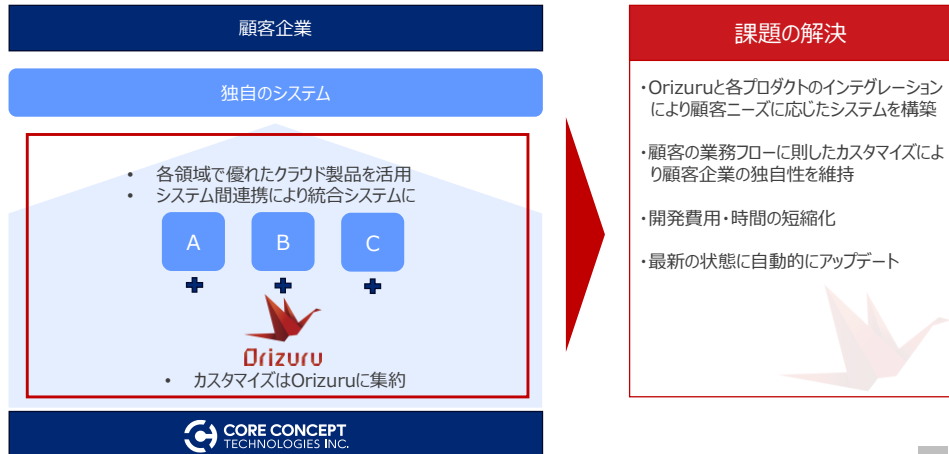 顧客企業
独自のシステム
• 各領域で優れたクラウド製品を活用
• システム間連携により統合システムに
A B C
Orizuru
• カスタマイズはOrizuruに集約
CORE CONCEPT
TECHNOLOGIES INC.
課題の解決
・Orizuruと各プロダクトのインテグレーション
により顧客ニーズに応じたシステムを構築
・顧客の業務フローに則したカスタマイズによ
り顧客企業の独自性を維持
・開発費用・時間の短縮化
・最新の状態に自動的にアップデート